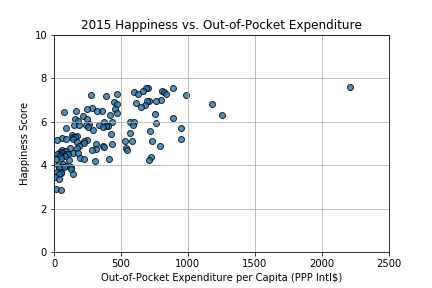 2015 Happiness vs. Out-of-Pocket Expenditure
10
8
6
4
2
0
Happiness Score
0 500 1000 1500 2000 2500
Out-of-Pocket Expenditure per Capita (PPP Intl$)